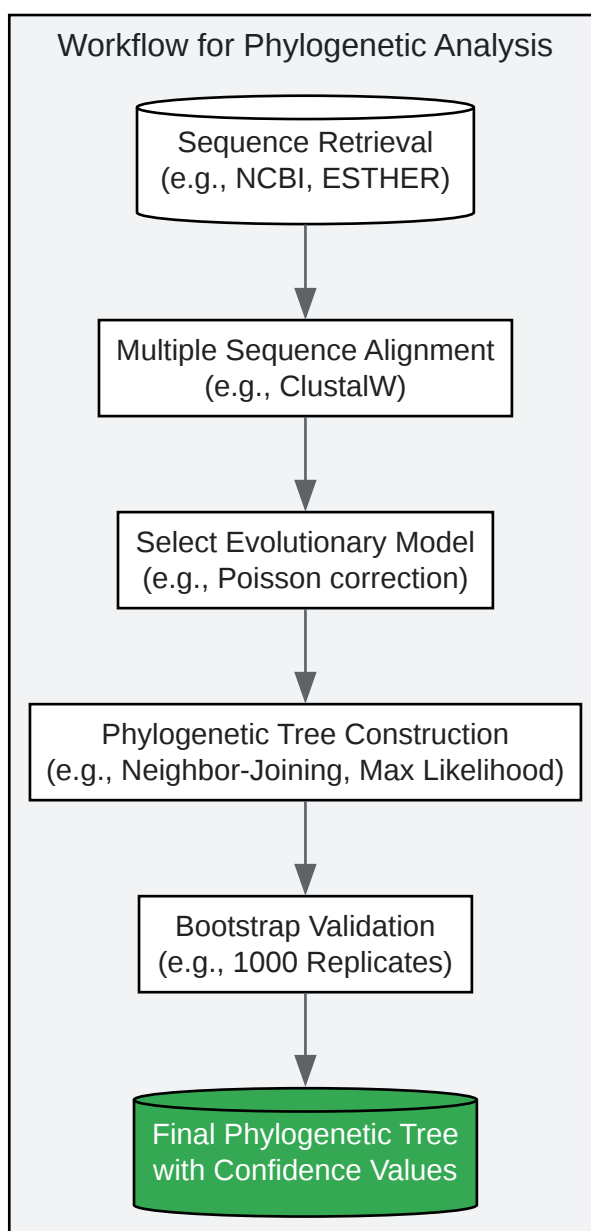 Workflow for Phylogenetic Analysis
Sequence Retrieval
(e.g., NCBI, ESTHER)
Multiple Sequence Alignment
(e.g., ClustalW)
Select Evolutionary Model
(e.g., Poisson correction)
Phylogenetic Tree Construction
(e.g., Neighbor-Joining, Max Likelihood)
Bootstrap Validation
(e.g., 1000 Replicates)
Final Phylogenetic Tree
with Confidence Values